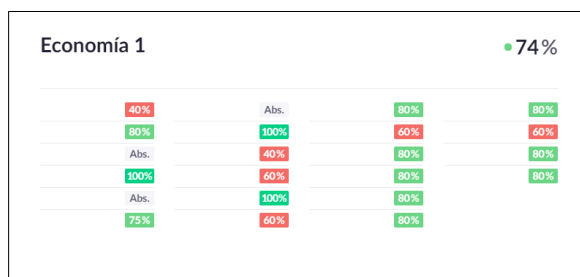 Economía 1 74%
40% Abs. 80% 80%
80% 100% 60% 60%
Abs. 40% 80% 80%
100% 60% 80% 80%
Abs. 100% 80%
75% 60% 80%